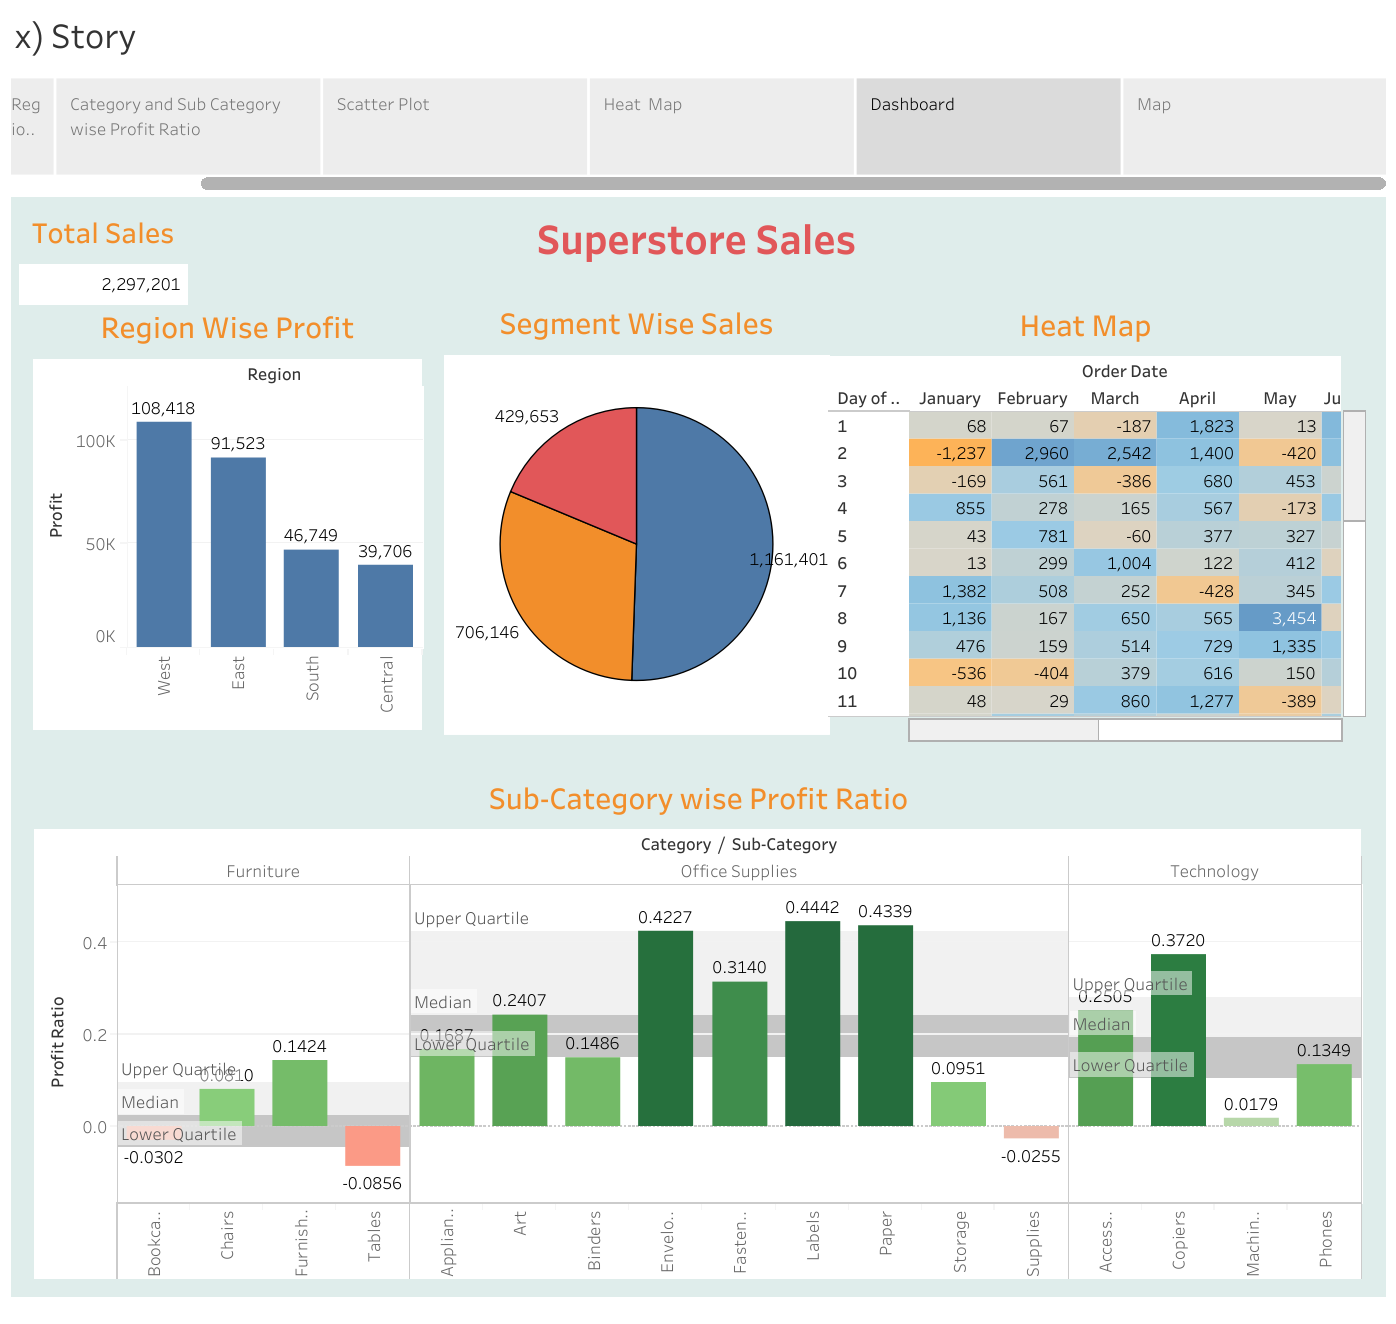 x) Story
Reg
io..
Category and Sub Category
wise Profit Ratio
Scatter Plot
Heat Map
Dashboard
Map
Total Sales
Superstore Sales
2,297,201
Region Wise Profit
Segment Wise Sales
Heat Map
Region
Profit
100K
50K
0K
108,418
91,523
46,749
39,706
West
East
South
Central
429,653
1,161,401
706,146
Order Date
Day of .. January February March April May Ju
1 68 67 -187 1,823 13
2 -1,237 2,960 2,542 1,400 -420
3 -169 561 -386 680 453
4 855 278 165 567 -173
5 43 781 -60 377 327
6 13 299 1,004 122 412
7 1,382 508 252 -428 345
8 1,136 167 650 565 3,454
9 476 159 514 729 1,335
10 -536 -404 379 616 150
11 48 29 860 1,277 -389
Sub-Category wise Profit Ratio
Category / Sub-Category
Furniture
Office Supplies
Technology
Profit Ratio
0.4
0.2
0.0
Upper Quartile
Median
Lower Quartile
-0.0302
0.0810
0.1424
-0.0856
Upper Quartile
Median
Lower Quartile
0.1687
0.2407
0.1486
0.4227
0.3140
0.4442
0.4339
0.0951
-0.0255
Upper Quartile
Median
Lower Quartile
0.2505
0.3720
0.0179
0.1349
Bookca..
Chairs
Furnish..
Tables
Applian..
Art
Binders
Envelo..
Fasten..
Labels
Paper
Storage
Supplies
Access..
Copiers
Machin..
Phones